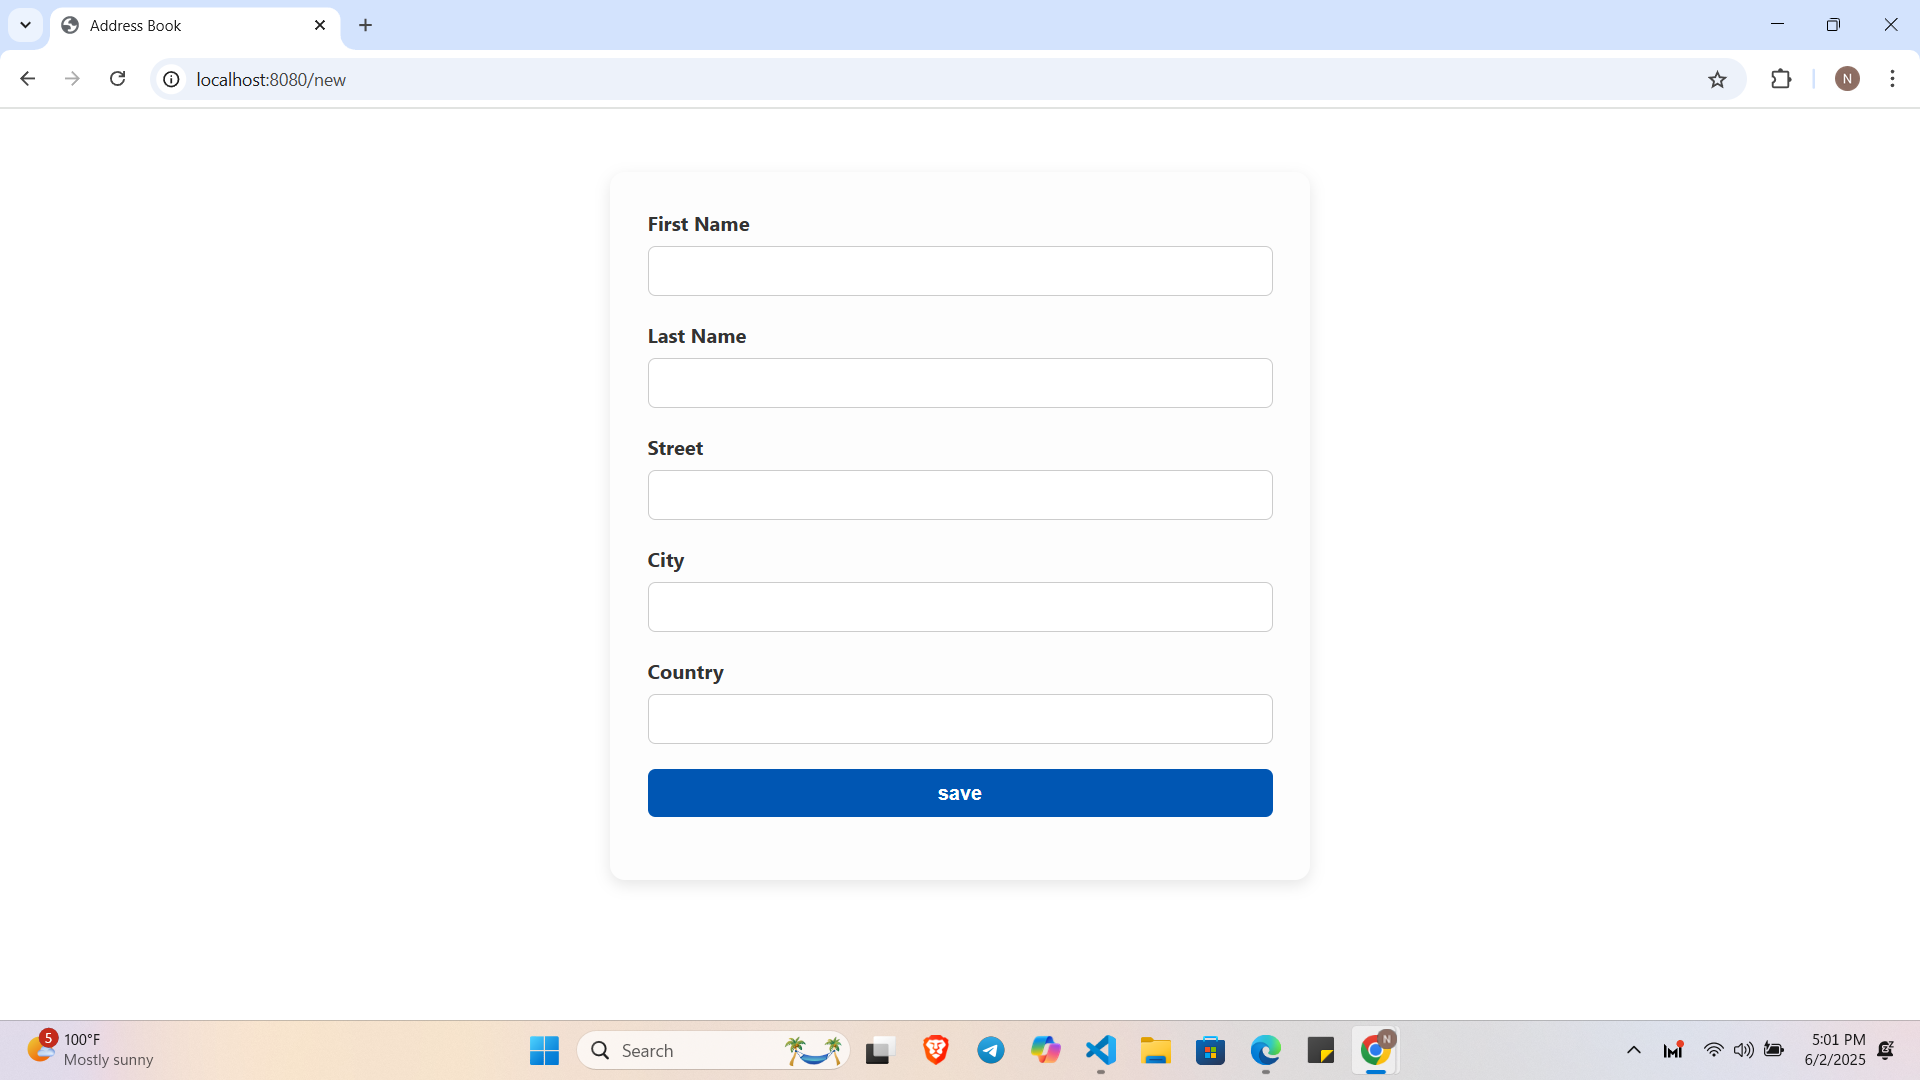 Address Book
localhost:8080/new
N
First Name
Last Name
Street
City
Country
save
5
100°F
Mostly sunny
Search
N
5:01 PM
6/2/2025